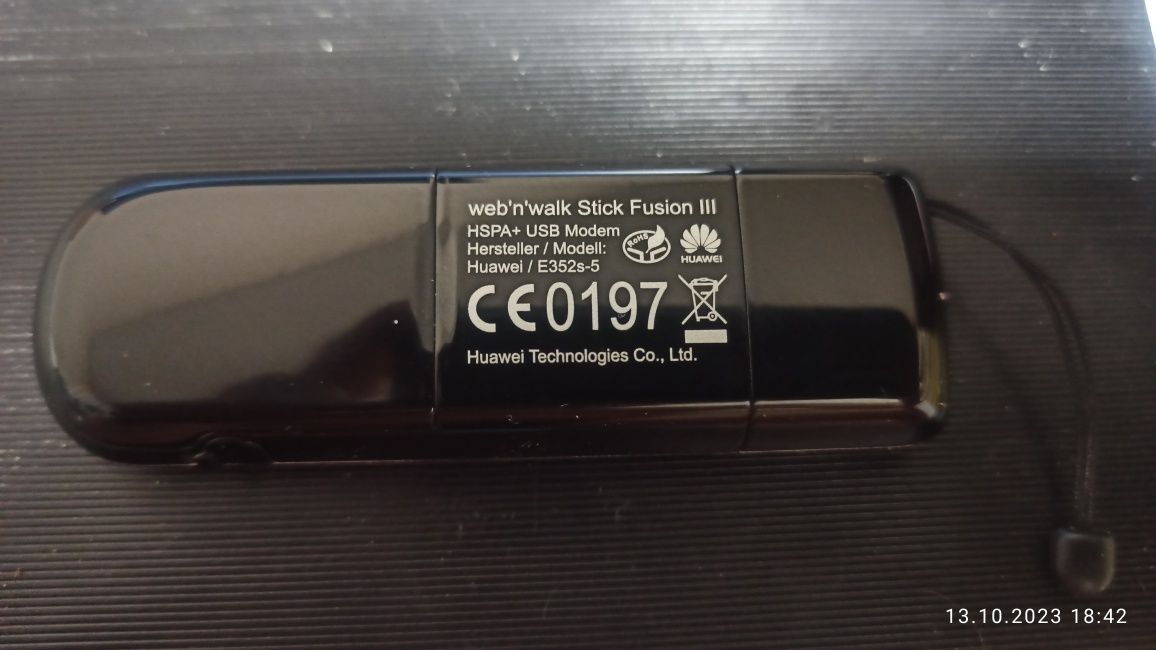 web'n'walk Stick Fusion III
HSPA+ USB Modem
Hersteller / Modell:
Huawei / E352s-5
RoHS
HUAWEI
CE0197
Huawei Technologies Co., Ltd.
13.10.2023 18:42